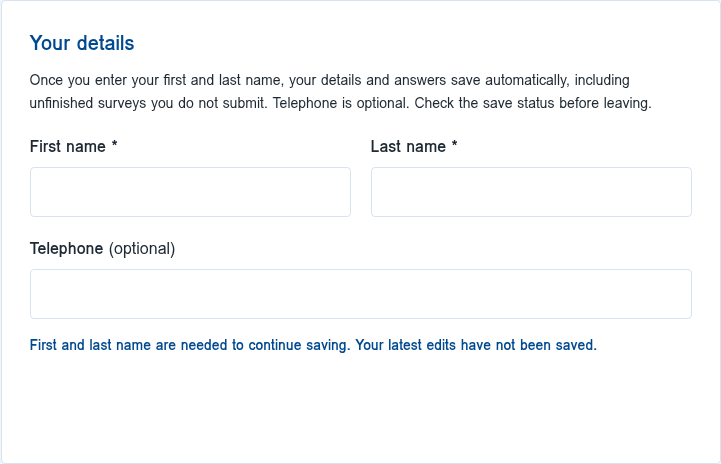 Your details
Once you enter your first and last name, your details and answers save automatically, including
unfinished surveys you do not submit. Telephone is optional. Check the save status before leaving.
First name *
Last name *
Telephone (optional)
First and last name are needed to continue saving. Your latest edits have not been saved.